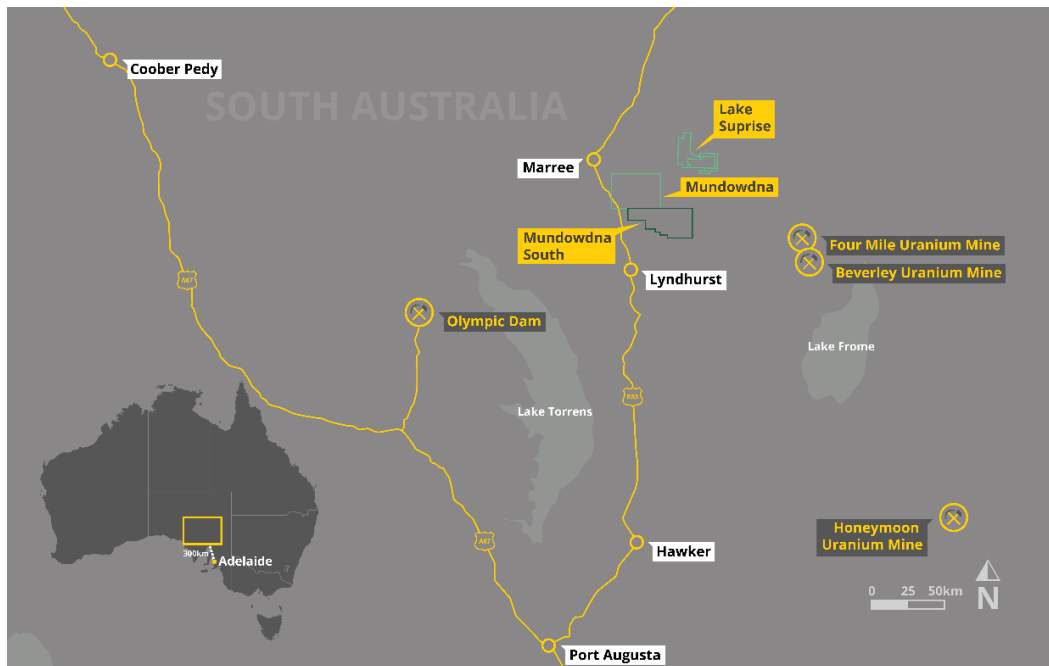 Coober Pedy
SOUTH AUSTRALIA
Lake
Suprise
Marree
Mundowdna
Mundowdna
South
Four Mile Uranium Mine
Beverley Uranium Mine
Lyndhurst
A87
Olympic Dam
Lake Frome
B83
Lake Torrens
Honeymoon
Uranium Mine
A87
300km
Adelaide
Hawker
0 25 50km
N
Port Augusta